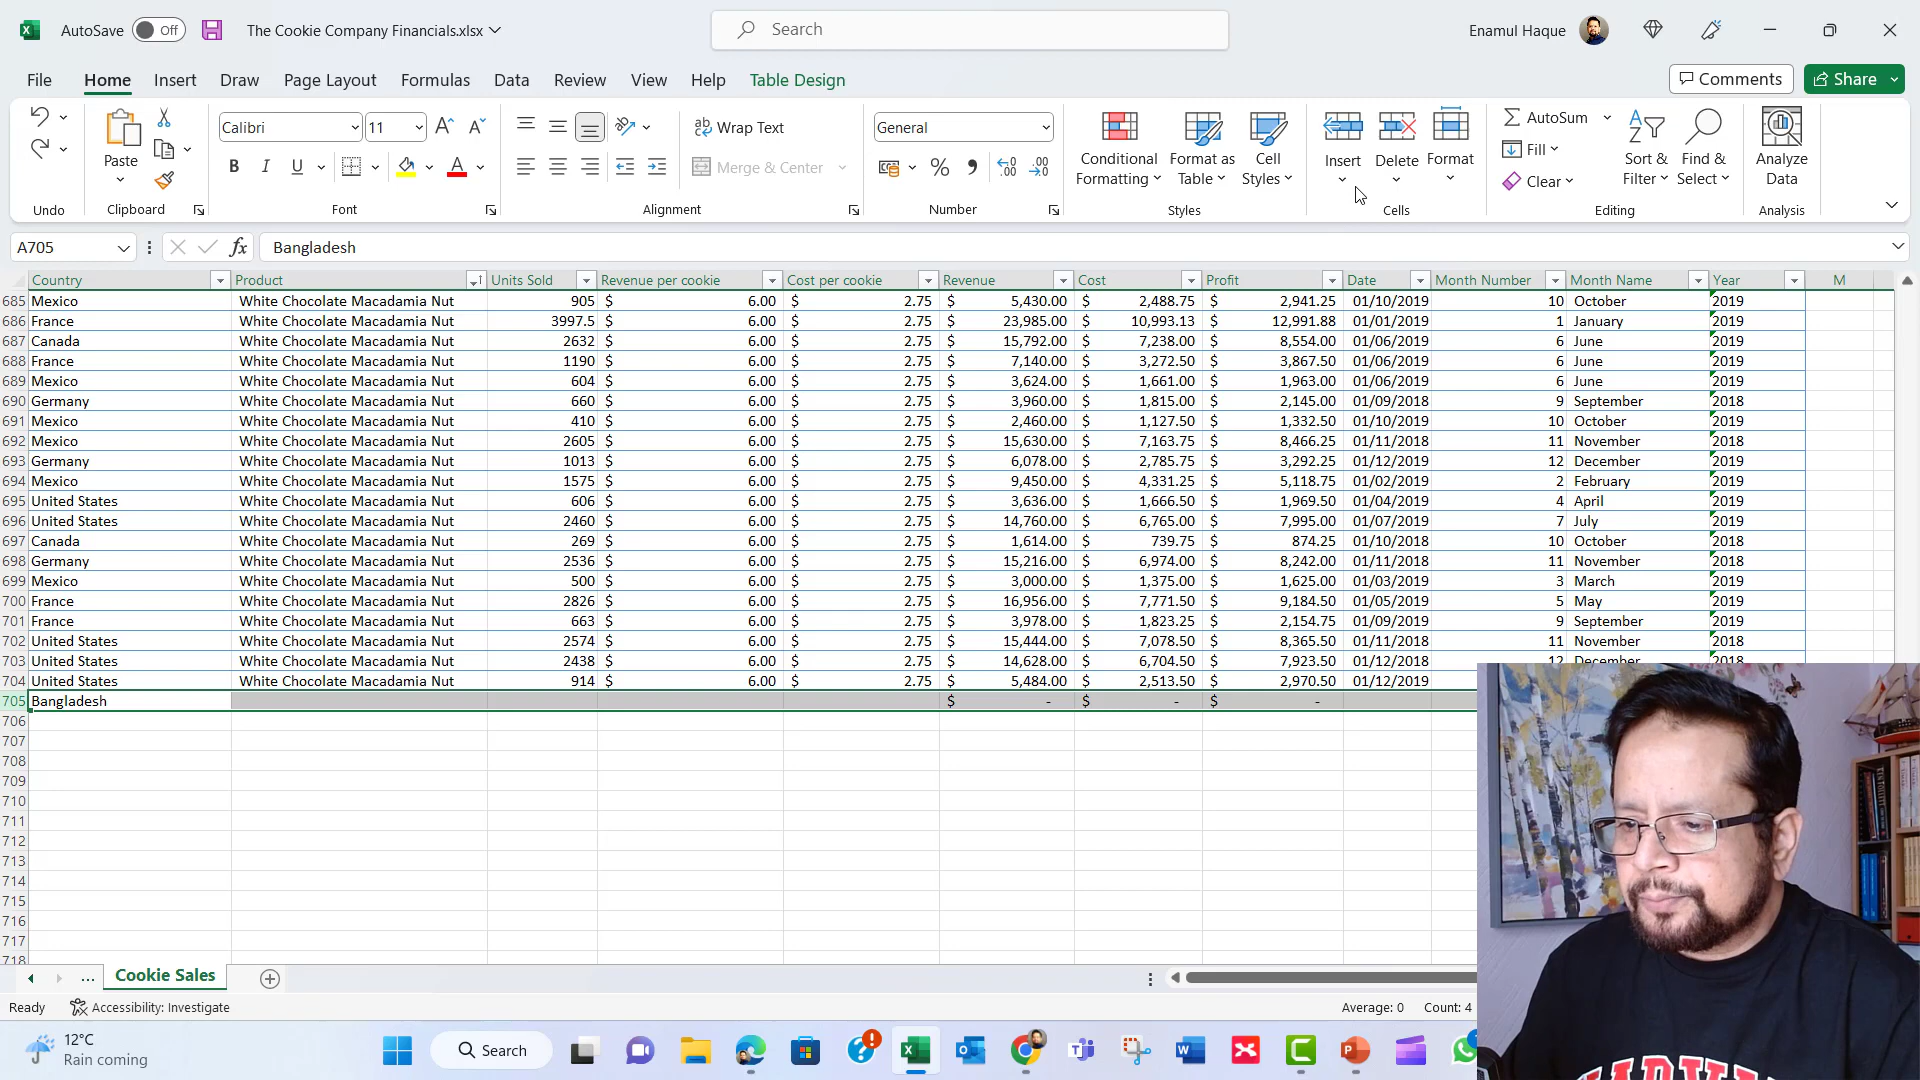 AutoSave Off The Cookie Company Financials.xlsx Search Enamul Haque
File Home Insert Draw Page Layout Formulas Data Review View Help Table Design Comments Share
Calibri 11 Wrap Text General AutoSum
Paste B I U Merge & Center % Conditional Formatting Format as Table Cell Styles Insert Delete Format Fill Clear Sort & Filter Find & Select Analyze Data
Undo Clipboard Font Alignment Number Styles Cells Editing Analysis
A705 fx Bangladesh
Country Product Units Sold Revenue per cookie Cost per cookie Revenue Cost Profit Date Month Number Month Name Year M
685 Mexico White Chocolate Macadamia Nut 905 $ 6.00 $ 2.75 $ 5,430.00 $ 2,488.75 $ 2,941.25 01/10/2019 10 October 2019
686 France White Chocolate Macadamia Nut 3997.5 $ 6.00 $ 2.75 $ 23,985.00 $ 10,993.13 $ 12,991.88 01/01/2019 1 January 2019
687 Canada White Chocolate Macadamia Nut 2632 $ 6.00 $ 2.75 $ 15,792.00 $ 7,238.00 $ 8,554.00 01/06/2019 6 June 2019
688 France White Chocolate Macadamia Nut 1190 $ 6.00 $ 2.75 $ 7,140.00 $ 3,272.50 $ 3,867.50 01/06/2019 6 June 2019
689 Mexico White Chocolate Macadamia Nut 604 $ 6.00 $ 2.75 $ 3,624.00 $ 1,661.00 $ 1,963.00 01/06/2019 6 June 2019
690 Germany White Chocolate Macadamia Nut 660 $ 6.00 $ 2.75 $ 3,960.00 $ 1,815.00 $ 2,145.00 01/09/2018 9 September 2018
691 Mexico White Chocolate Macadamia Nut 410 $ 6.00 $ 2.75 $ 2,460.00 $ 1,127.50 $ 1,332.50 01/10/2019 10 October 2019
692 Mexico White Chocolate Macadamia Nut 2605 $ 6.00 $ 2.75 $ 15,630.00 $ 7,163.75 $ 8,466.25 01/11/2018 11 November 2018
693 Germany White Chocolate Macadamia Nut 1013 $ 6.00 $ 2.75 $ 6,078.00 $ 2,785.75 $ 3,292.25 01/12/2019 12 December 2019
694 Mexico White Chocolate Macadamia Nut 1575 $ 6.00 $ 2.75 $ 9,450.00 $ 4,331.25 $ 5,118.75 01/02/2019 2 February 2019
695 United States White Chocolate Macadamia Nut 606 $ 6.00 $ 2.75 $ 3,636.00 $ 1,666.50 $ 1,969.50 01/04/2019 4 April 2019
696 United States White Chocolate Macadamia Nut 2460 $ 6.00 $ 2.75 $ 14,760.00 $ 6,765.00 $ 7,995.00 01/07/2019 7 July 2019
697 Canada White Chocolate Macadamia Nut 269 $ 6.00 $ 2.75 $ 1,614.00 $ 739.75 $ 874.25 01/10/2018 10 October 2018
698 Germany White Chocolate Macadamia Nut 2536 $ 6.00 $ 2.75 $ 15,216.00 $ 6,974.00 $ 8,242.00 01/11/2018 11 November 2018
699 Mexico White Chocolate Macadamia Nut 500 $ 6.00 $ 2.75 $ 3,000.00 $ 1,375.00 $ 1,625.00 01/03/2019 3 March 2019
700 France White Chocolate Macadamia Nut 2826 $ 6.00 $ 2.75 $ 16,956.00 $ 7,771.50 $ 9,184.50 01/05/2019 5 May 2019
701 France White Chocolate Macadamia Nut 663 $ 6.00 $ 2.75 $ 3,978.00 $ 1,823.25 $ 2,154.75 01/09/2019 9 September 2019
702 United States White Chocolate Macadamia Nut 2574 $ 6.00 $ 2.75 $ 15,444.00 $ 7,078.50 $ 8,365.50 01/11/2018 11 November 2018
703 United States White Chocolate Macadamia Nut 2438 $ 6.00 $ 2.75 $ 14,628.00 $ 6,704.50 $ 7,923.50 01/12/2018 12 December 2018
704 United States White Chocolate Macadamia Nut 914 $ 6.00 $ 2.75 $ 5,484.00 $ 2,513.50 $ 2,970.50 01/12/2019
705 Bangladesh $ - $ - $ -
706
707
708
709
710
711
712
713
714
715
716
717
718
... Cookie Sales
Ready Accessibility: Investigate Average: 0 Count: 4
12°C
Rain coming
Search